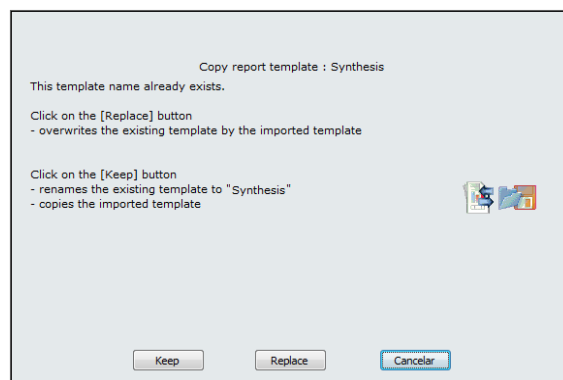 Copy report template : Synthesis
This template name already exists.
Click on the [Replace] button
- overwrites the existing template by the imported template
Click on the [Keep] button
- renames the existing template to "Synthesis"
- copies the imported template
Keep Replace Cancelar